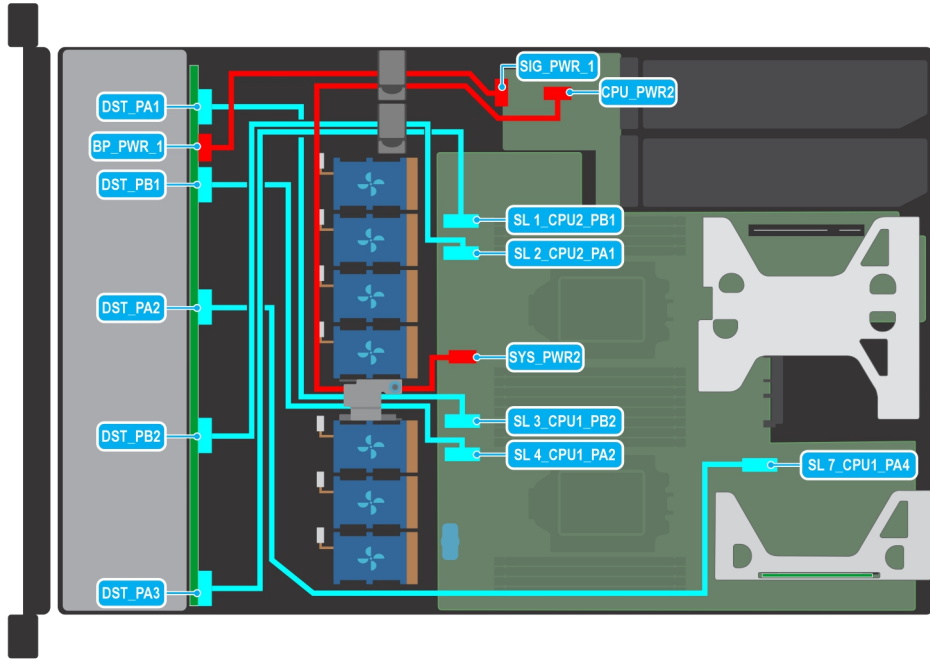 SIG_PWR_1
CPU_PWR2
DST_PA1
BP_PWR_1
DST_PB1
SL 1_CPU2_PB1
SL 2_CPU2_PA1
DST_PA2
SYS_PWR2
SL 3_CPU1_PB2
DST_PB2
SL 4_CPU1_PA2
SL 7_CPU1_PA4
DST_PA3